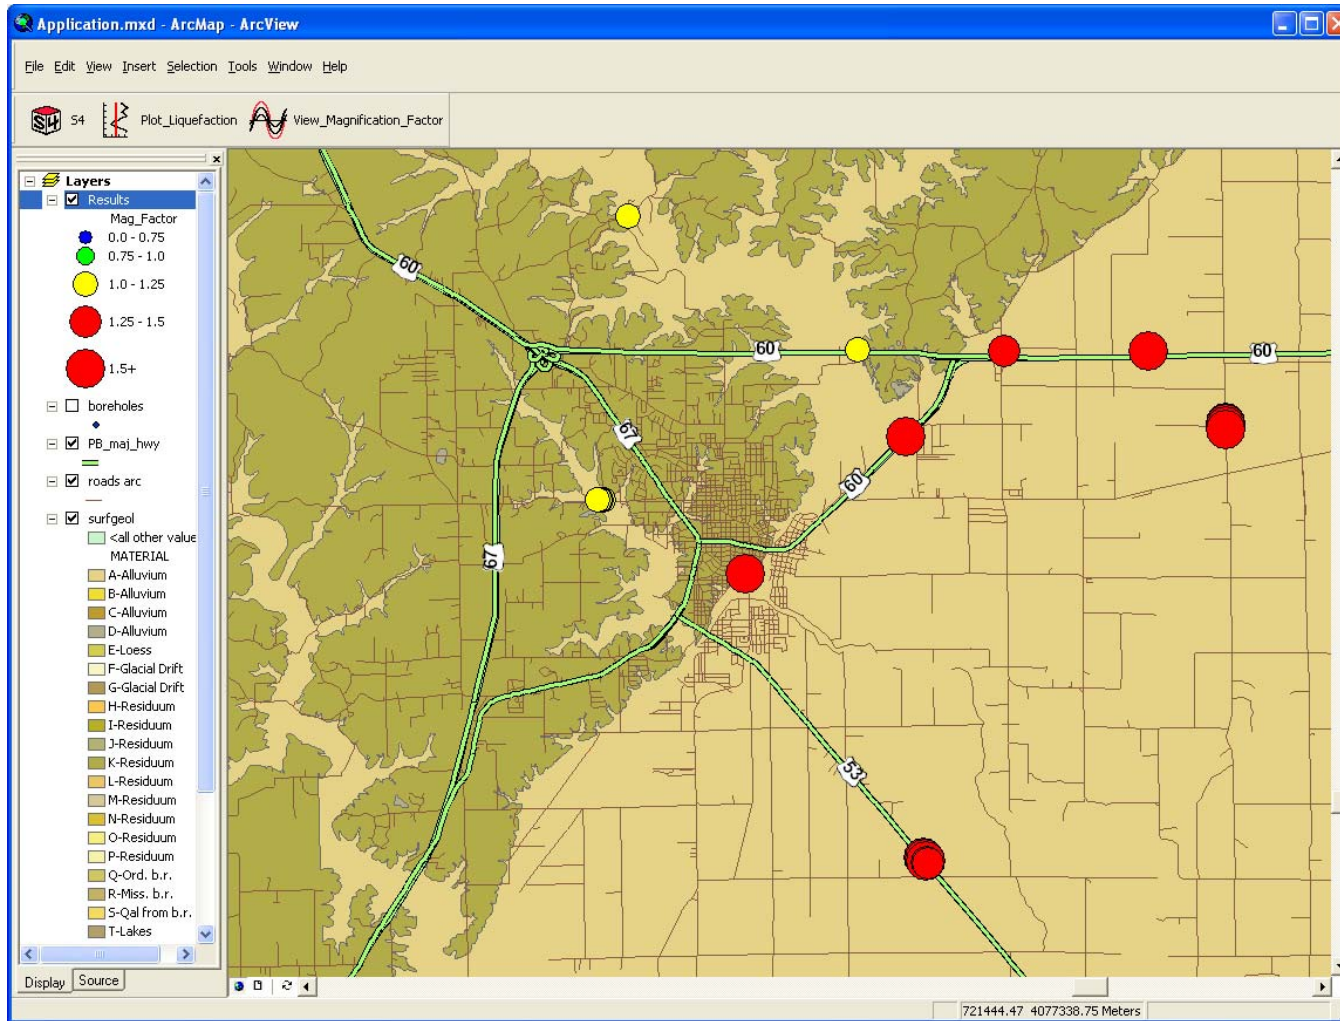 Application.mxd - ArcMap - ArcView
File Edit View Insert Selection Tools Window Help
S4 S4 Plot_Liquefaction View_Magnification_Factor
Layers
Results
Mag_Factor
0.0 - 0.75
0.75 - 1.0
1.0 - 1.25
1.25 - 1.5
1.5+
boreholes
PB_maj_hwy
roads arc
surfgeol
<all other value
MATERIAL
A-Alluvium
B-Alluvium
C-Alluvium
D-Alluvium
E-Loess
F-Glacial Drift
G-Glacial Drift
H-Residuum
I-Residuum
J-Residuum
K-Residuum
L-Residuum
M-Residuum
N-Residuum
O-Residuum
P-Residuum
Q-Ord. b.r.
R-Miss. b.r.
S-Qal from b.r.
T-Lakes
Display Source
60
60
60
67
60
67
53
721444.47 4077338.75 Meters